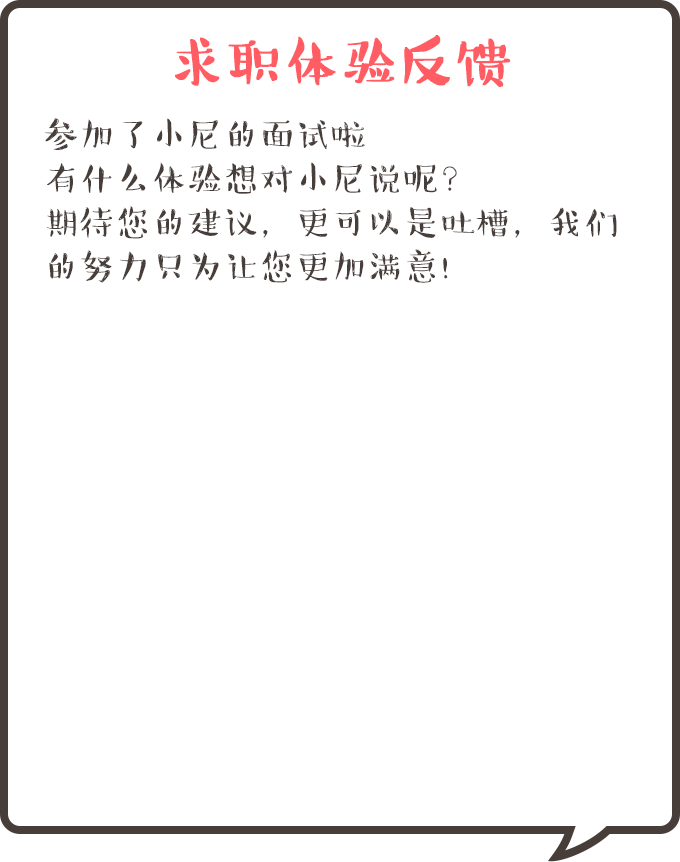 求职体验反馈
参加了小尼的面试啦
有什么体验想对小尼说呢?
期待您的建议，更可以是吐槽，我们
的努力只为让您更加满意!